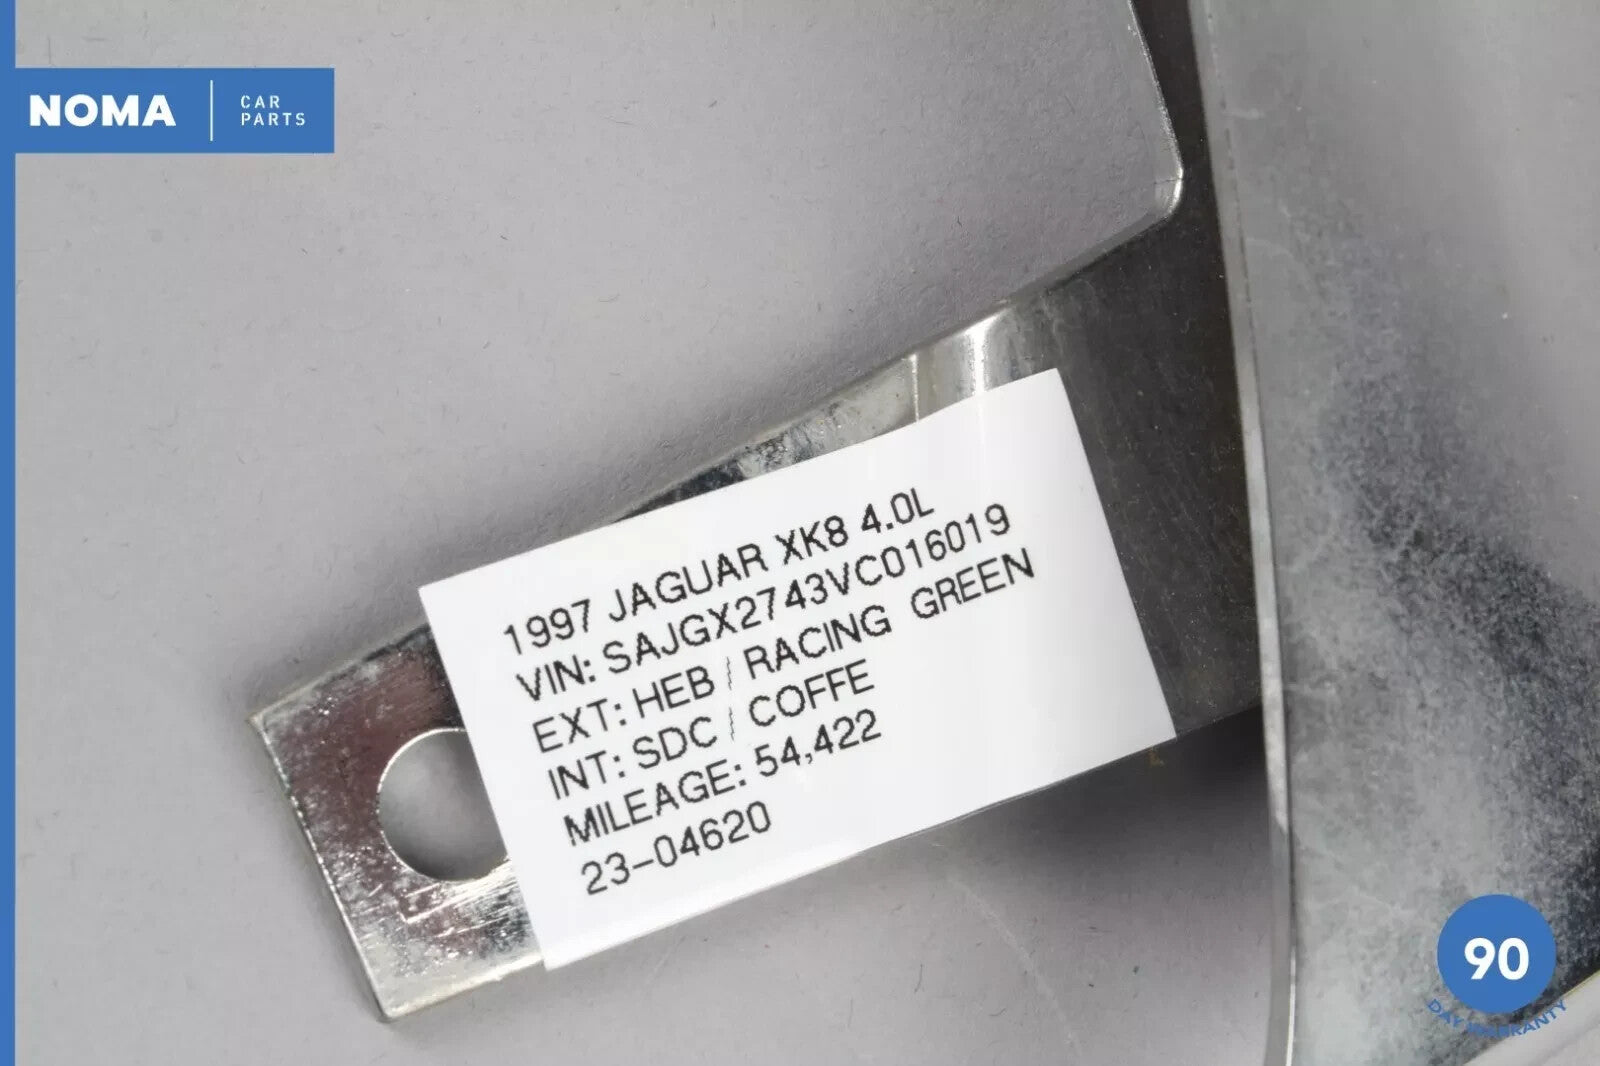 NOMA
CAR
PARTS
1997 JAGUAR XK8 4.0L
VIN: SAJGX2743VC016019
EXT: HEB / RACING GREEN
INT: SDC / COFFE
MILEAGE: 54,422
23-04620
90
DAY WARRANTY